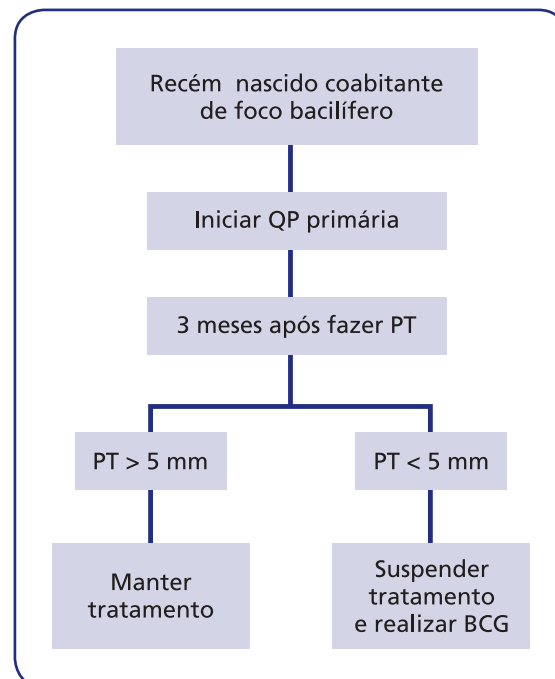 Recém nascido coabitante
de foco bacilífero
Iniciar QP primária
3 meses após fazer PT
PT > 5 mm
PT < 5 mm
Manter
tratamento
Suspender
tratamento
e realizar BCG